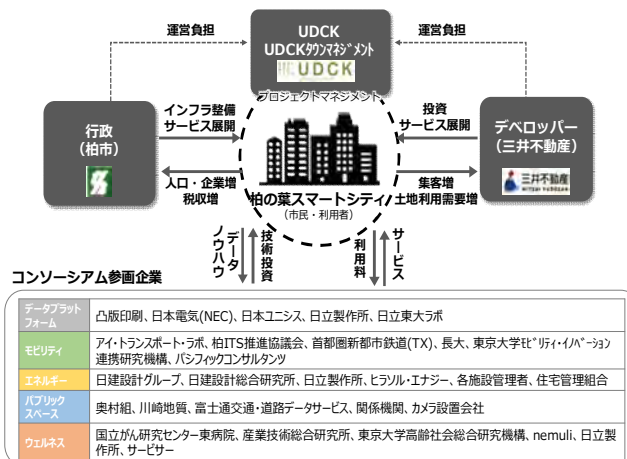 運営負担
UDCK
UDCKﾀｳﾝﾏﾈｼﾞﾒﾝﾄ
UDCK
運営負担
プロジェクトマネジメント
行政
（柏市）
インフラ整備
サービス展開
人口・企業増
税収増
投資
サービス展開
集客増
土地利用需要増
デベロッパー
（三井不動産）
三井不動産
柏の葉スマートシティ
（市民・利用者）
データ
ノウハウ
技術投資
利用料
サービス
コンソーシアム参画企業
データプラット
フォーム
凸版印刷、日本電気(NEC)、日本ユニシス、日立製作所、日立東大ラボ
モビリティ
アイ・トランスポート・ラボ、柏ITS推進協議会、首都圏新都市鉄道(TX)、長大、東京大学ﾓﾋﾞﾘﾃｨ・ｲﾉﾍﾞｰｼｮﾝ
連携研究機構、パシフィックコンサルタンツ
エネルギー
日建設計グループ、日建設計総合研究所、日立製作所、ヒラソル・エナジー、各施設管理者、住宅管理組合
パブリック
スペース
奥村組、川崎地質、富士通交通・道路データサービス、関係機関、カメラ設置会社
ウェルネス
国立がん研究センター東病院、産業技術総合研究所、東京大学高齢社会総合研究機構、nemuli、日立製
作所、サービサー